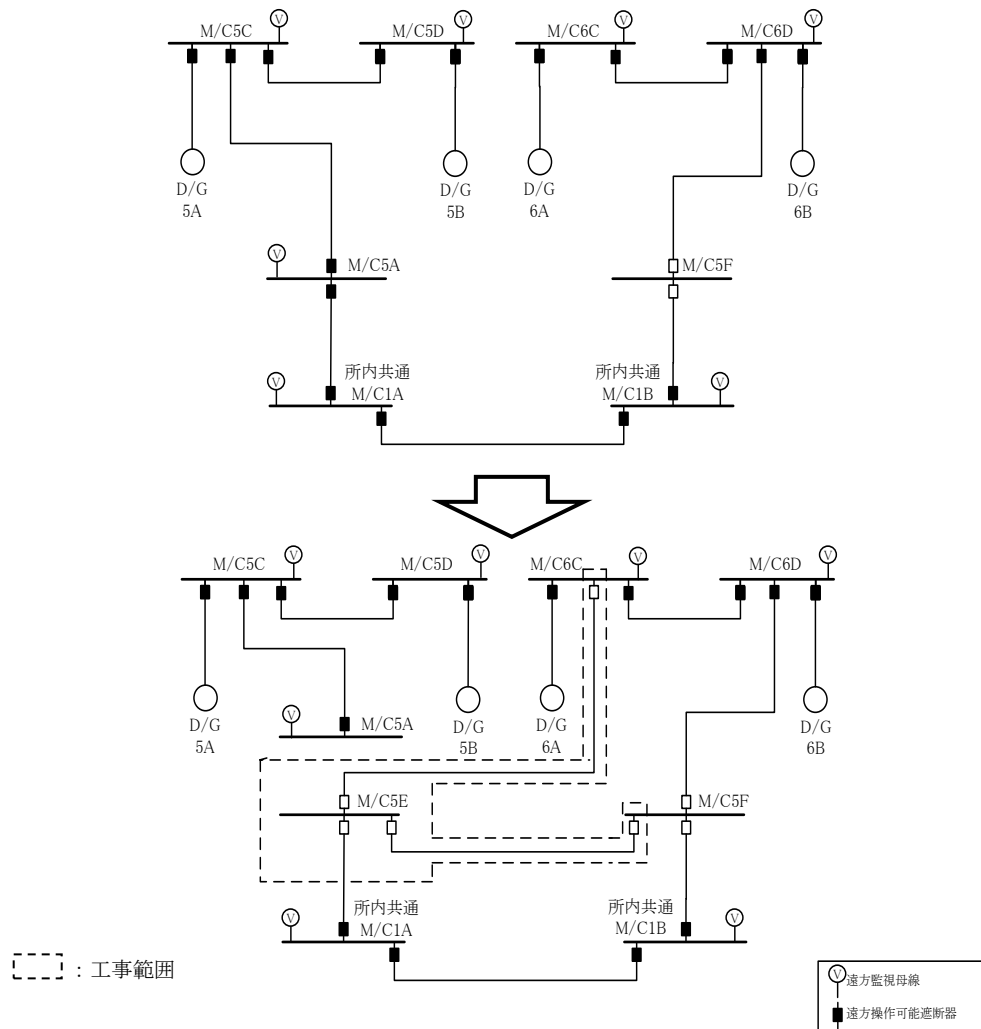 M/C5C
V
M/C5D
V
M/C6C
V
M/C6D
V
D/G
5A
D/G
5B
D/G
6A
D/G
6B
V
M/C5A
M/C5F
V
所内共通
M/C1A
所内共通
M/C1B
V
M/C5C
V
M/C5D
V
M/C6C
V
M/C6D
V
D/G
5A
V
M/C5A
D/G
5B
D/G
6A
D/G
6B
M/C5E
M/C5F
V
所内共通
M/C1A
所内共通
M/C1B
V
：工事範囲
V
遠方監視母線
遠方操作可能遮断器